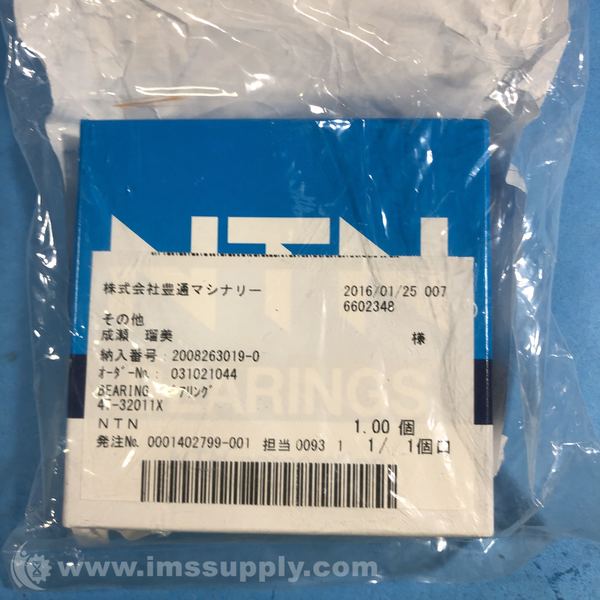 NTN
株式会社豊通マシナリー 2016/01/25 007
6602348
その他
成瀬 瑠美 様
納入番号: 2008263019-0
オーダーNo.: 031021044
BEARING ベアリング
4T-32011X
NTN 1.00 個
発注No. 0001402799-001 担当 0093 1 1/ 1個口
BEARINGS
www.imssupply.com